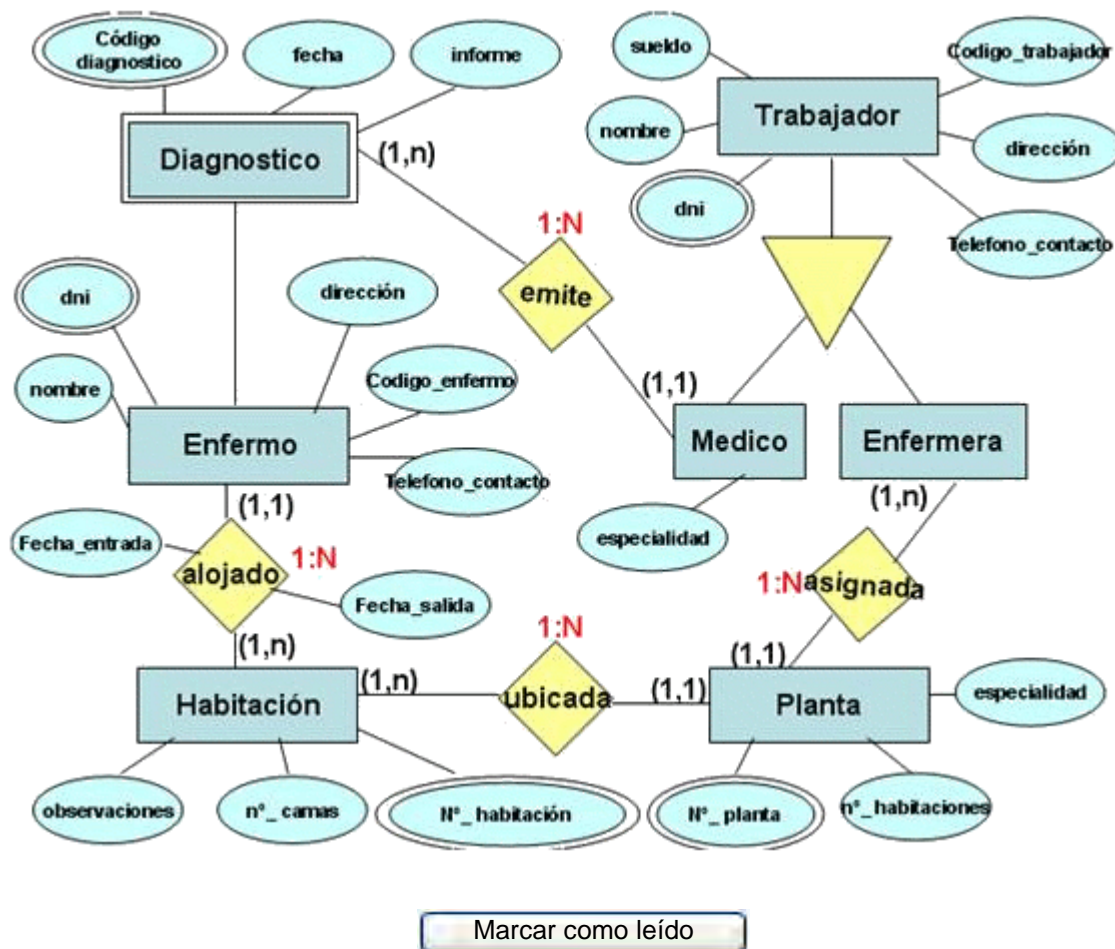 Código
diagnostico
fecha
informe
sueldo
Codigo_trabajador
Trabajador
nombre
dirección
dni
Telefono_contacto
Diagnostico
(1,n)
1:N
emite
(1,1)
dni
dirección
nombre
Codigo_enfermo
Enfermo
Telefono_contacto
Medico
Enfermera
especialidad
(1,1)
(1,n)
Fecha_entrada
alojado
1:N
Fecha_salida
1:N
asignada
(1,n)
(1,1)
Habitación
(1,n)
1:N
ubicada
(1,1)
Planta
especialidad
observaciones
nº_ camas
Nº_ habitación
Nº_ planta
nº_habitaciones
Marcar como leído